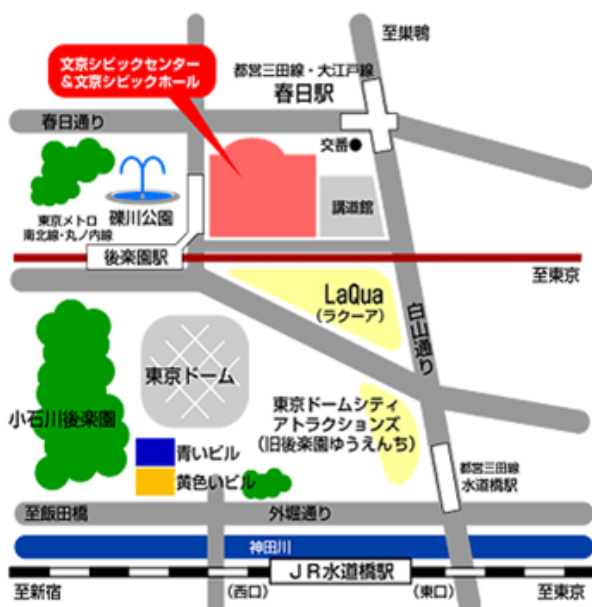 至巣鴨
文京シビックセンター
&文京シビックホール
都営三田線・大江戸線
春日駅
春日通り
交番
東京メトロ
南北線・丸ノ内線
礫川公園
講道館
後楽園駅
至東京
LaQua
(ラクーア)
白山通り
東京ドーム
小石川後楽園
東京ドームシティ
アトラクションズ
(旧後楽園ゆうえんち)
青いビル
黄色いビル
都営三田線
水道橋駅
至飯田橋
外堀通り
神田川
JR水道橋駅
至新宿
(西口)
(東口)
至東京